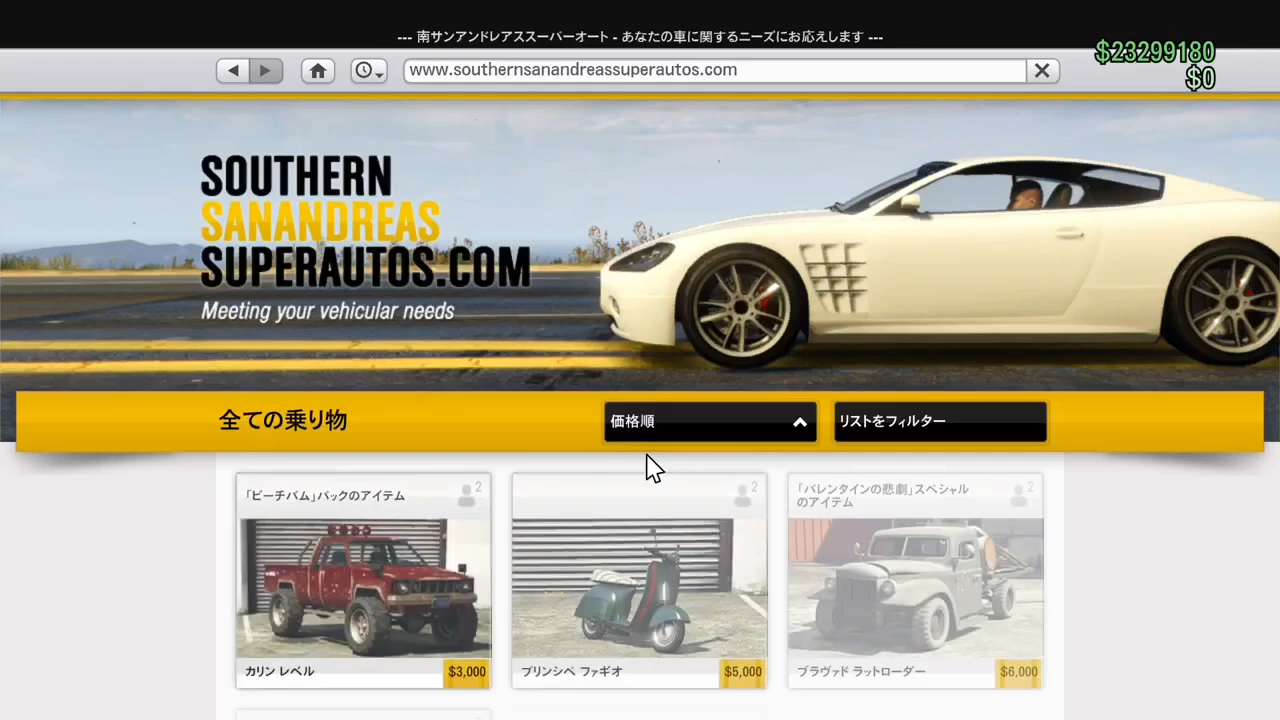 --- 南サンアンドレアススーパーオート - あなたの車に関するニーズにお応えします ---
$23299180
www.southernsanandreassuperautos.com
$0
SOUTHERN
SANANDREAS
SUPERAUTOS.COM
Meeting your vehicular needs
全ての乗り物
価格順
リストをフィルター
「ビーチバム」パックのアイテム
2
2
「バレンタインの悲劇」スペシャル
のアイテム
2
カリン レベル
$3,000
プリンシペ ファギオ
$5,000
ブラヴァド ラットローダー
$6,000